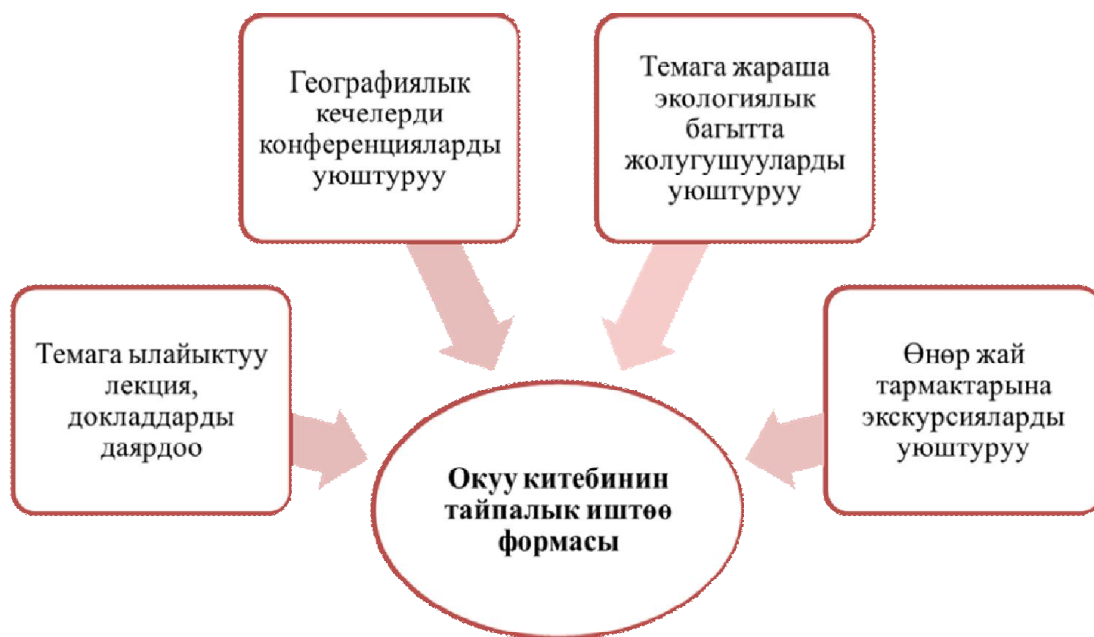 Географиялык
кечелерди
конференцияларды
уюштуруу
Темага жараша
экологиялык
багытта
жолугушууларды
уюштуруу
Темага ылайыктуу
лекция,
докладдарды
даярдоо
Өнөр жай
тармактарына
экскурсияларды
уюштуруу
Окуу китебинин
тайпалык иштөө
формасы